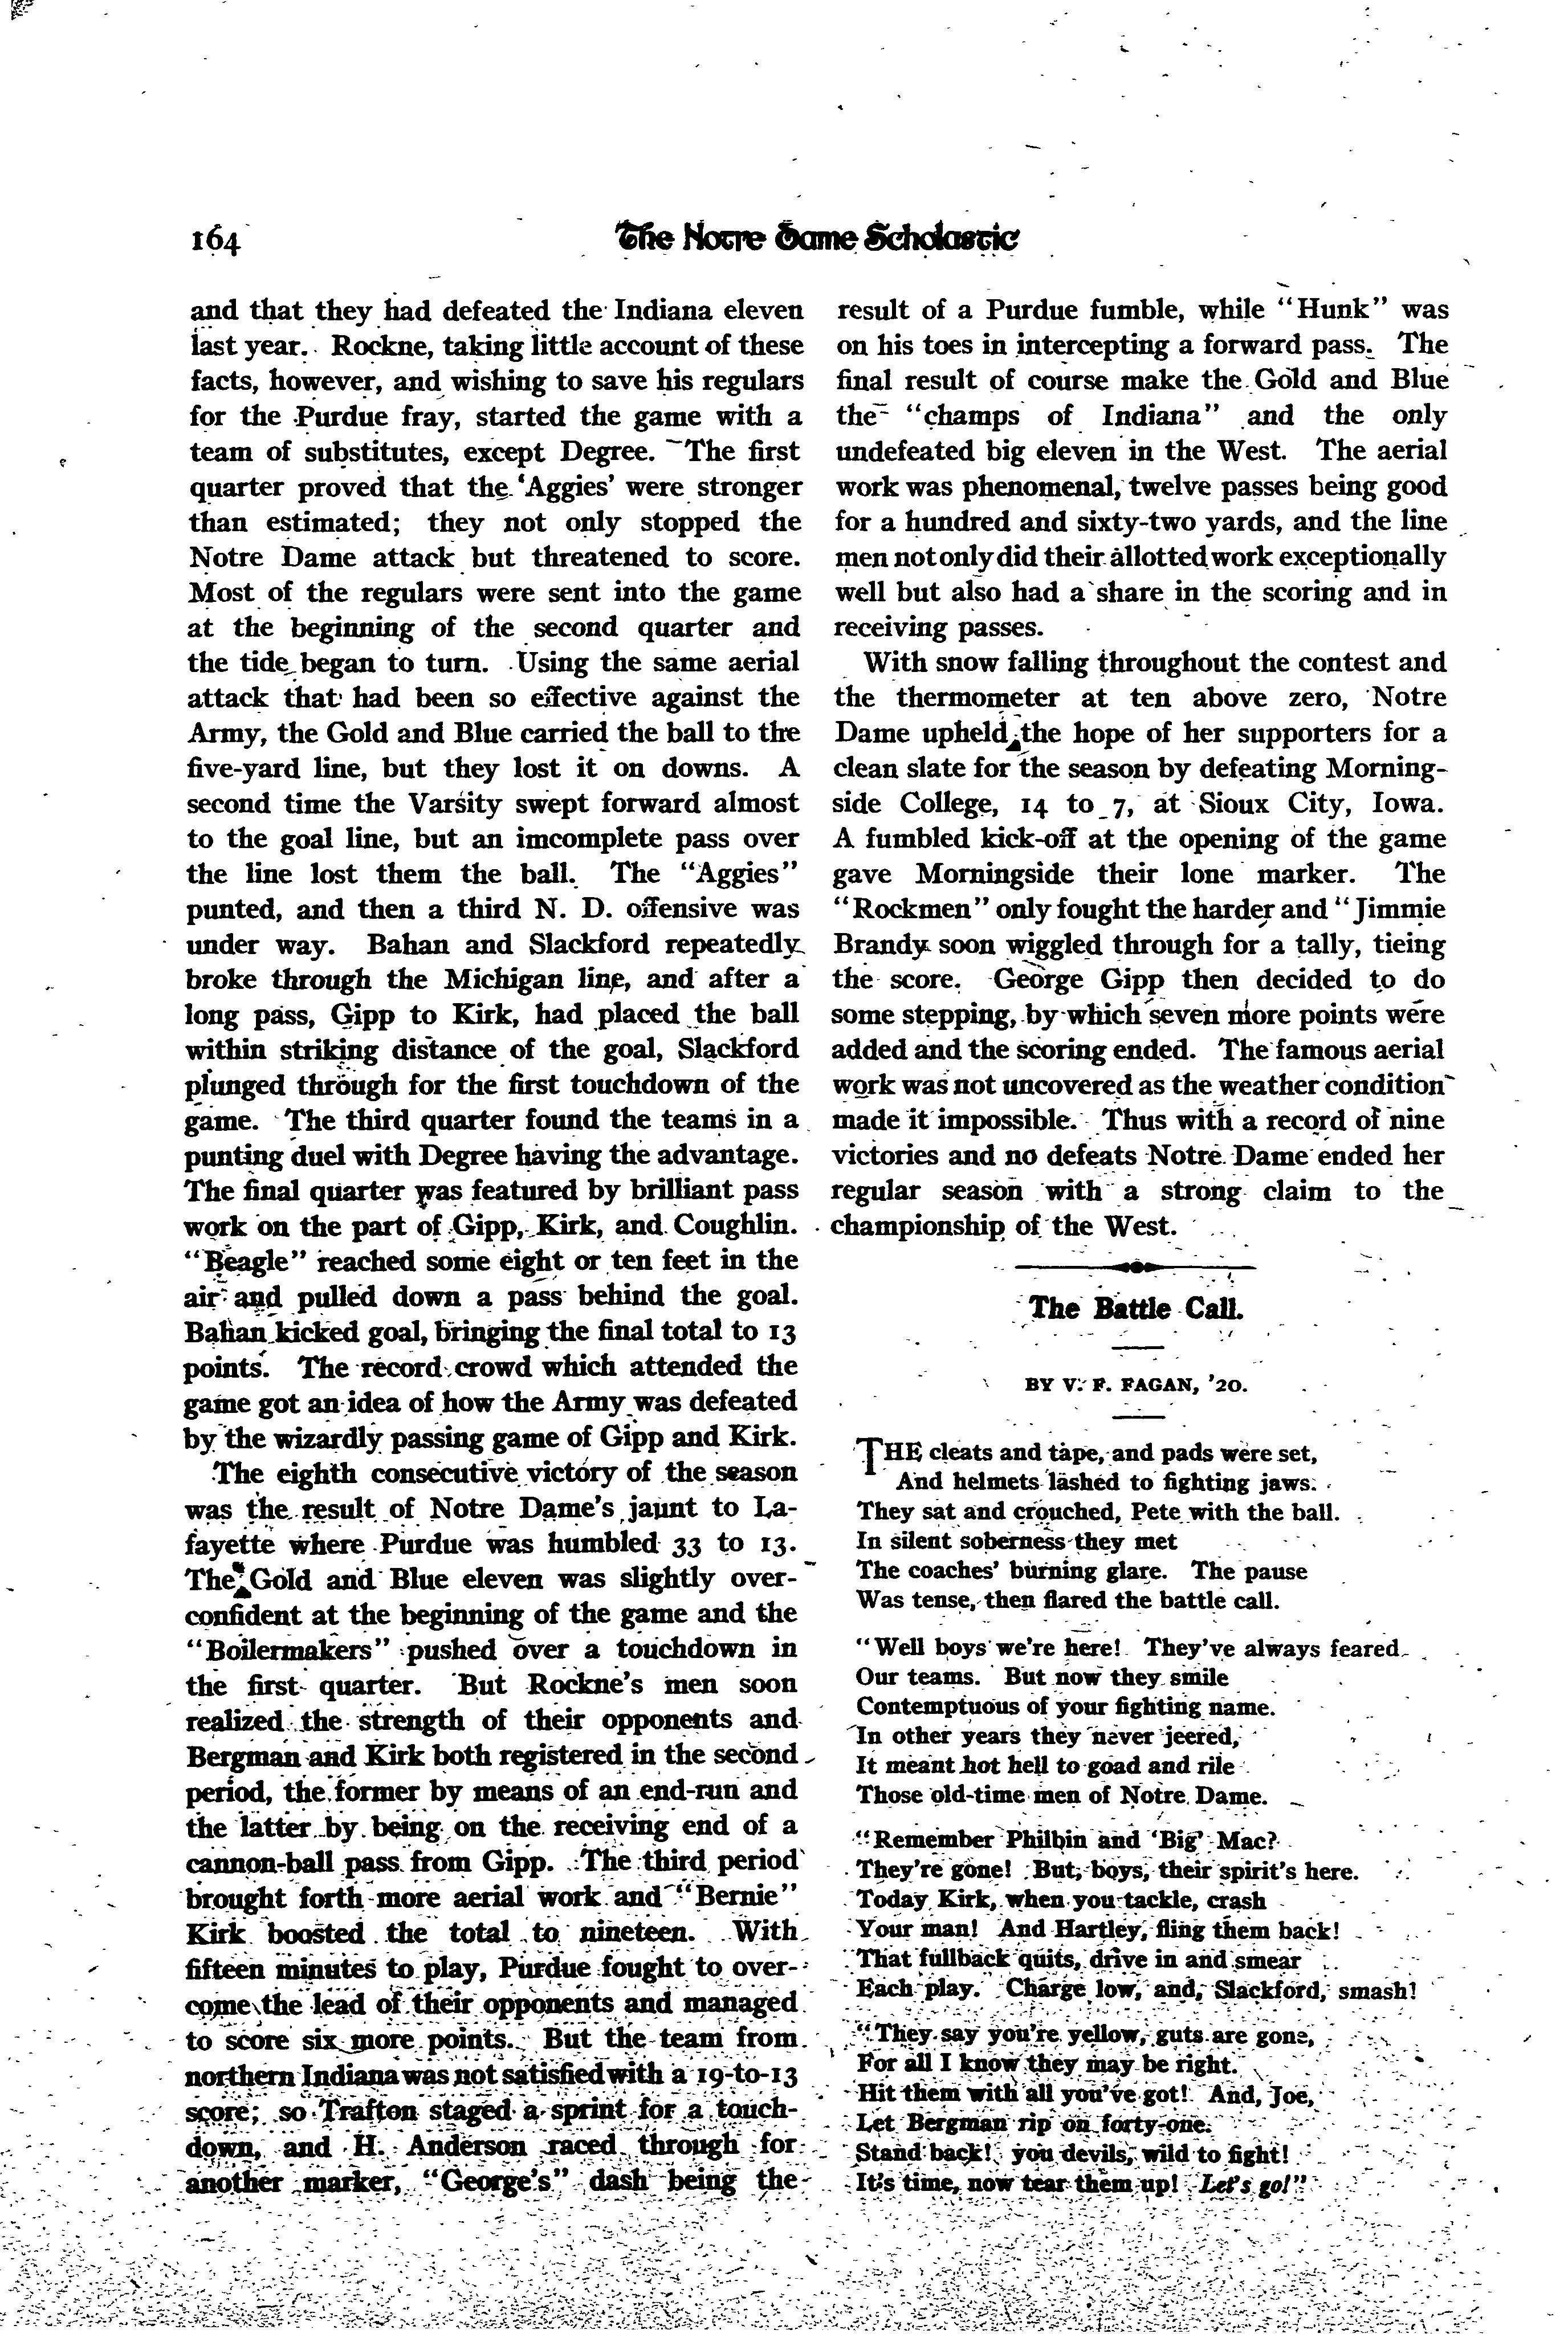 164
The Notre Dame Scholastic
and that they had defeated the Indiana eleven
last year. Rockne, taking little account of these
facts, however, and wishing to save his regulars
for the Purdue fray, started the game with a
team of substitutes, except Degree. The first
quarter proved that the 'Aggies' were stronger
than estimated; they not only stopped the
Notre Dame attack but threatened to score.
Most of the regulars were sent into the game
at the beginning of the second quarter and
the tide began to turn. Using the same aerial
attack that had been so effective against the
Army, the Gold and Blue carried the ball to the
five-yard line, but they lost it on downs. A
second time the Varsity swept forward almost
to the goal line, but an imcomplete pass over
the line lost them the ball. The "Aggies"
punted, and then a third N. D. offensive was
under way. Bahan and Slackford repeatedly
broke through the Michigan line, and after a
long pass, Gipp to Kirk, had placed the ball
within striking distance of the goal, Slackford
plunged through for the first touchdown of the
game. The third quarter found the teams in a
punting duel with Degree having the advantage.
The final quarter was featured by brilliant pass
work on the part of Gipp, Kirk, and Coughlin.
"Beagle" reached some eight or ten feet in the
air and pulled down a pass behind the goal.
Bahan kicked goal, bringing the final total to 13
points. The record crowd which attended the
game got an idea of how the Army was defeated
by the wizardly passing game of Gipp and Kirk.
The eighth consecutive victory of the season
was the result of Notre Dame's jaunt to La-
fayette where Purdue was humbled 33 to 13.
The Gold and Blue eleven was slightly over-
confident at the beginning of the game and the
"Boilermakers" pushed over a touchdown in
the first quarter. But Rockne's men soon
realized the strength of their opponents and
Bergman and Kirk both registered in the second
period, the former by means of an end-run and
the latter by being on the receiving end of a
cannon-ball pass from Gipp. The third period
brought forth more aerial work and "Bernie"
Kirk boosted the total to nineteen. With
fifteen minutes to play, Purdue fought to over-
come the lead of their opponents and managed
to score six more points. But the team from
northern Indiana was not satisfied with a 19-to-13
score; so Trafton staged a sprint for a touch-
down, and H. Anderson raced through for
another marker, "George's" dash being the
result of a Purdue fumble, while "Hunk" was
on his toes in intercepting a forward pass. The
final result of course make the Gold and Blue
the "champs of Indiana" and the only
undefeated big eleven in the West. The aerial
work was phenomenal, twelve passes being good
for a hundred and sixty-two yards, and the line
men not only did their allotted work exceptionally
well but also had a share in the scoring and in
receiving passes.
With snow falling throughout the contest and
the thermometer at ten above zero, Notre
Dame upheld the hope of her supporters for a
clean slate for the season by defeating Morning-
side College, 14 to 7, at Sioux City, Iowa.
A fumbled kick-off at the opening of the game
gave Morningside their lone marker. The
"Rockmen" only fought the harder and "Jimmie
Brandy soon wiggled through for a tally, tieing
the score. George Gipp then decided to do
some stepping, by which seven more points were
added and the scoring ended. The famous aerial
work was not uncovered as the weather condition
made it impossible. Thus with a record of nine
victories and no defeats Notre Dame ended her
regular season with a strong claim to the
championship of the West.
The Battle Call.
BY V. F. FAGAN, '20.
THE cleats and tape, and pads were set,
And helmets lashed to fighting jaws.
They sat and crouched, Pete with the ball.
In silent soberness they met
The coaches' burning glare. The pause
Was tense, then flared the battle call.
"Well boys we're here! They've always feared
Our teams. But now they smile
Contemptuous of your fighting name.
In other years they never jeered,
It meant hot hell to goad and rile
Those old-time men of Notre Dame.
"Remember Philbin and 'Big' Mac?
They're gone! But, boys, their spirit's here.
Today Kirk, when you tackle, crash
Your man! And Hartley, fling them back!
That fullback quits, drive in and smear
Each play. Charge low, and, Slackford, smash!
"They say you're yellow, guts are gone,
For all I know they may be right.
Hit them with all you've got! And, Joe,
Let Bergman rip on forty-one.
Stand back! you devils, wild to fight!
It's time, now tear them up! Let's go!"